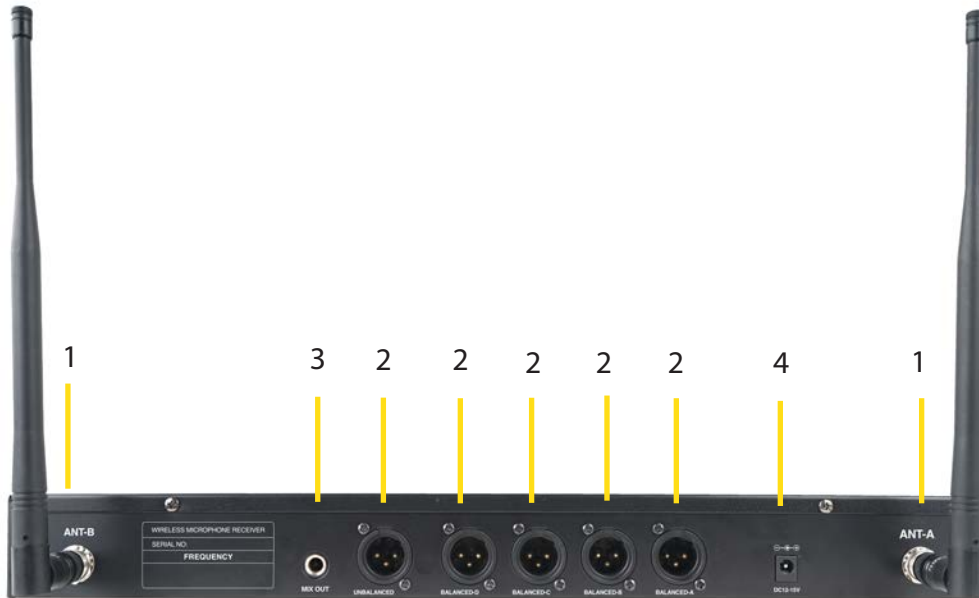 1 3 2 2 2 2 2 4 1
ANT-B
WIRELESS MICROPHONE RECEIVER
SERIAL NO:
FREQUENCY
MIX OUT
UNBALANCED
BALANCED-D
BALANCED-C
BALANCED-B
BALANCED-A
DC12-15V
ANT-A